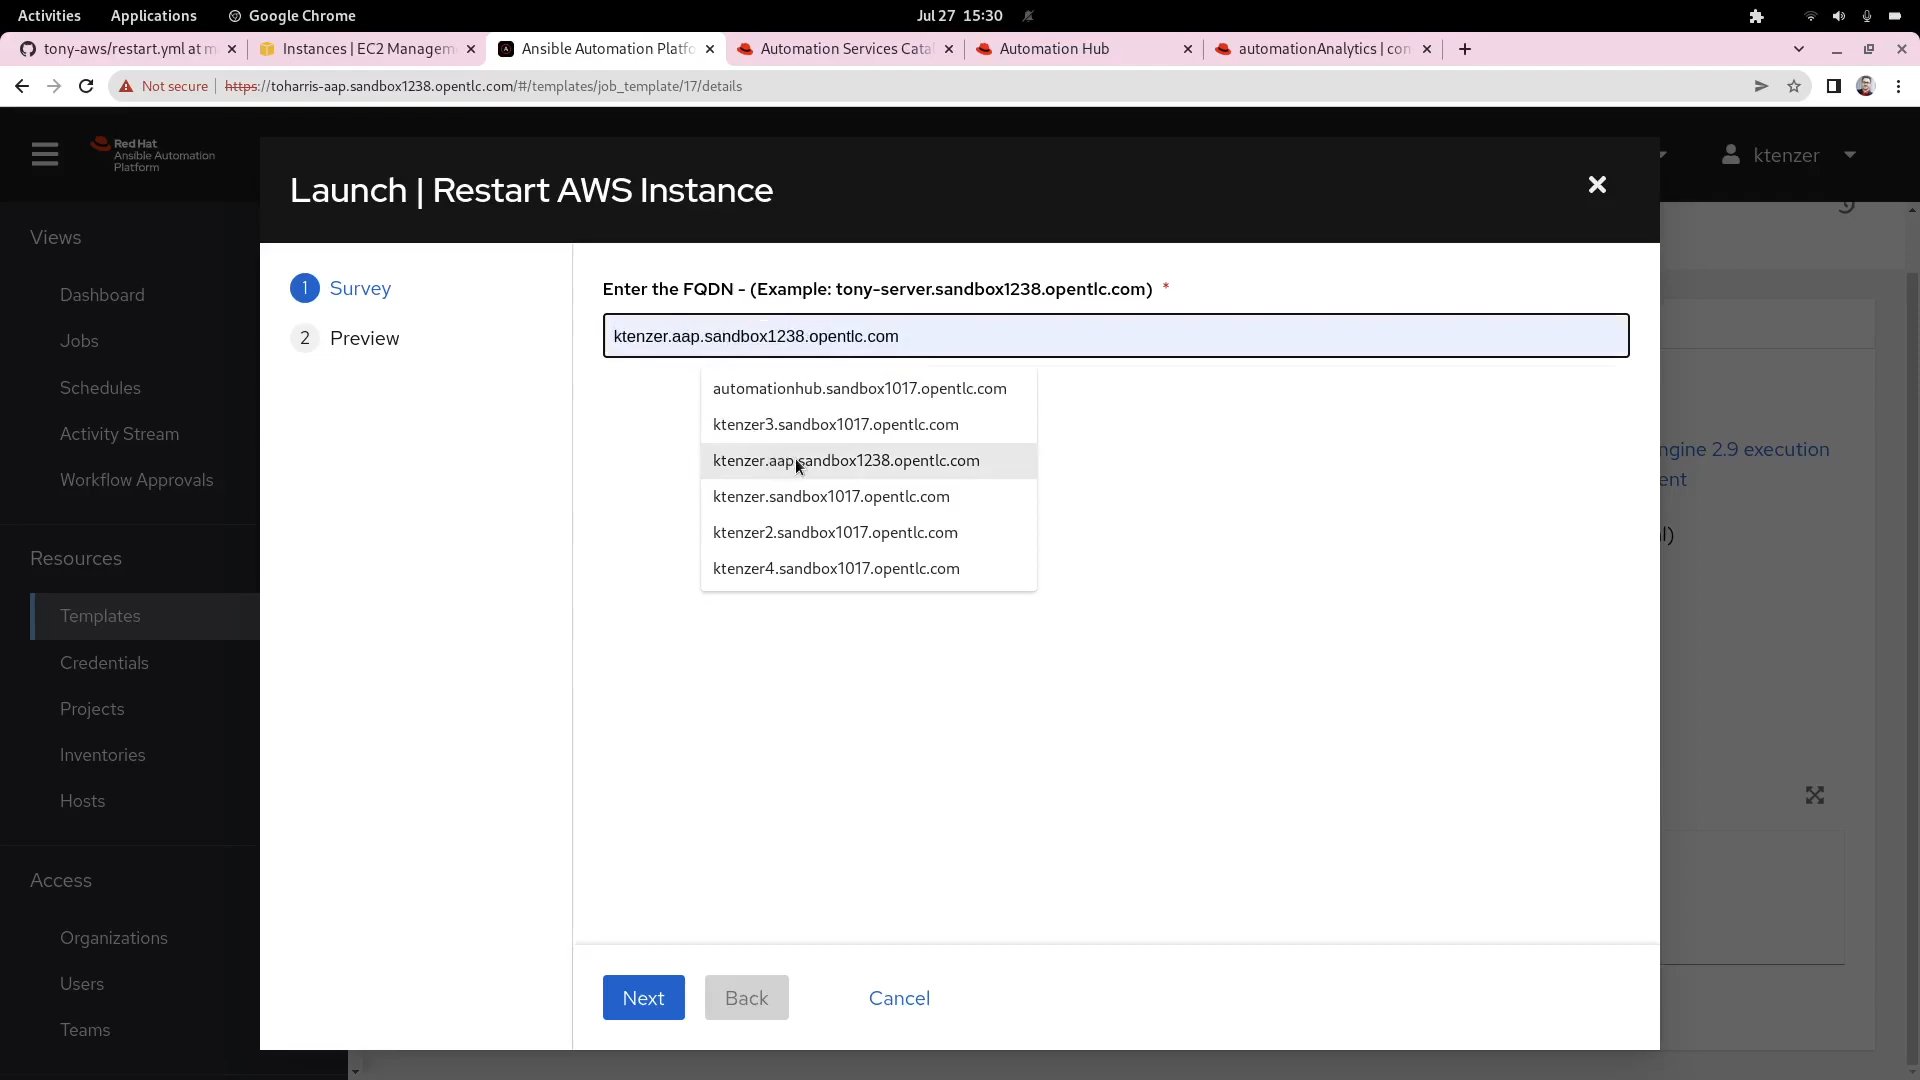 Activities Applications Google Chrome Jul 27 15:30
tony-aws/restart.yml at m Instances | EC2 Managem Ansible Automation Platfo Automation Services Catal Automation Hub automationAnalytics | con
Not secure https://toharris-aap.sandbox1238.opentlc.com/#/templates/job_template/17/details
Red Hat
Ansible Automation
Platform
ktenzer
Launch | Restart AWS Instance
Views
Dashboard
Jobs
Schedules
Activity Stream
Workflow Approvals
Resources
Templates
Credentials
Projects
Inventories
Hosts
Access
Organizations
Users
Teams
1 Survey
2 Preview
Enter the FQDN - (Example: tony-server.sandbox1238.opentlc.com) *
ktenzer.aap.sandbox1238.opentlc.com
automationhub.sandbox1017.opentlc.com
ktenzer3.sandbox1017.opentlc.com
ktenzer.aap.sandbox1238.opentlc.com
ktenzer.sandbox1017.opentlc.com
ktenzer2.sandbox1017.opentlc.com
ktenzer4.sandbox1017.opentlc.com
ngine 2.9 execution
ent
Next Back Cancel